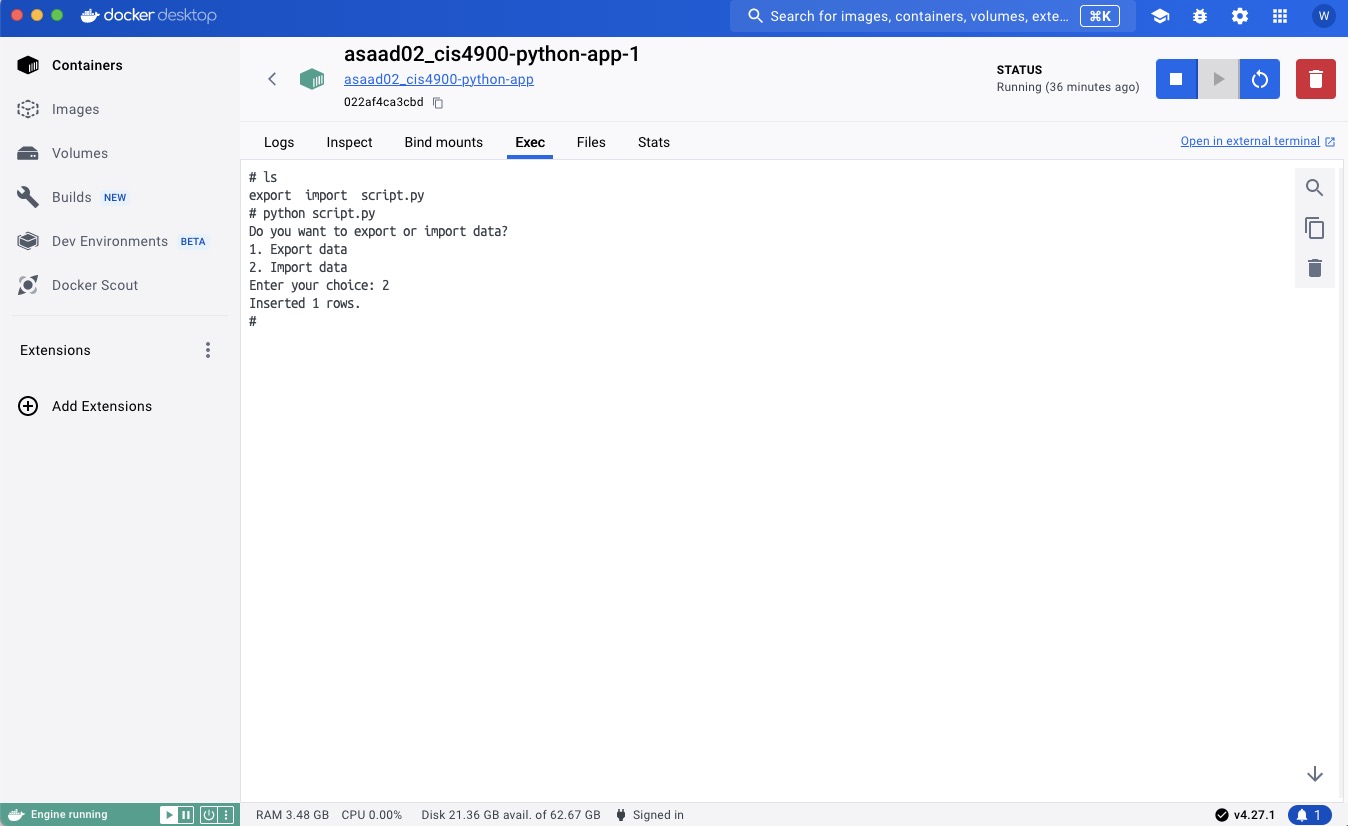 docker desktop
Search for images, containers, volumes, exte...
⌘K
W
Containers
Images
Volumes
Builds NEW
Dev Environments BETA
Docker Scout
Extensions
Add Extensions
asaad02_cis4900-python-app-1
asaad02_cis4900-python-app
022af4ca3cbd
STATUS
Running (36 minutes ago)
Logs Inspect Bind mounts Exec Files Stats
Open in external terminal
# ls
export  import  script.py
# python script.py
Do you want to export or import data?
1. Export data
2. Import data
Enter your choice: 2
Inserted 1 rows.
#
Engine running
RAM 3.48 GB CPU 0.00% Disk 21.36 GB avail. of 62.67 GB Signed in
v4.27.1
1